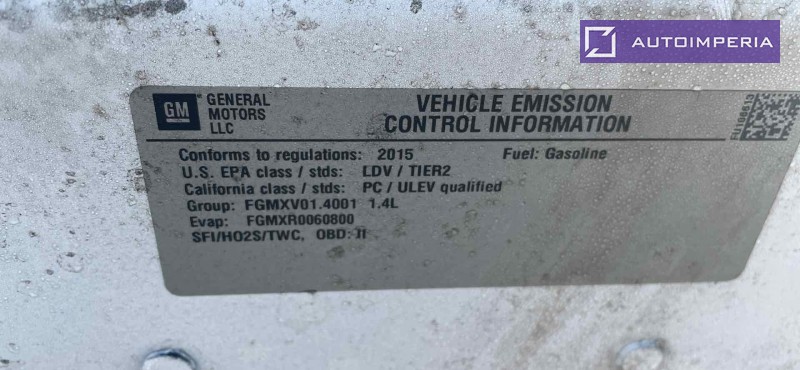 AUTOIMPERIA
GM
GENERAL
MOTORS
LLC
VEHICLE EMISSION
CONTROL INFORMATION
Conforms to regulations: 2015 Fuel: Gasoline
U.S. EPA class / stds: LDV / TIER2
California class / stds: PC / ULEV qualified
Group: FGMXV01.4001 1.4L
Evap: FGMXR0060800
SFI/HO2S/TWC, OBD: II